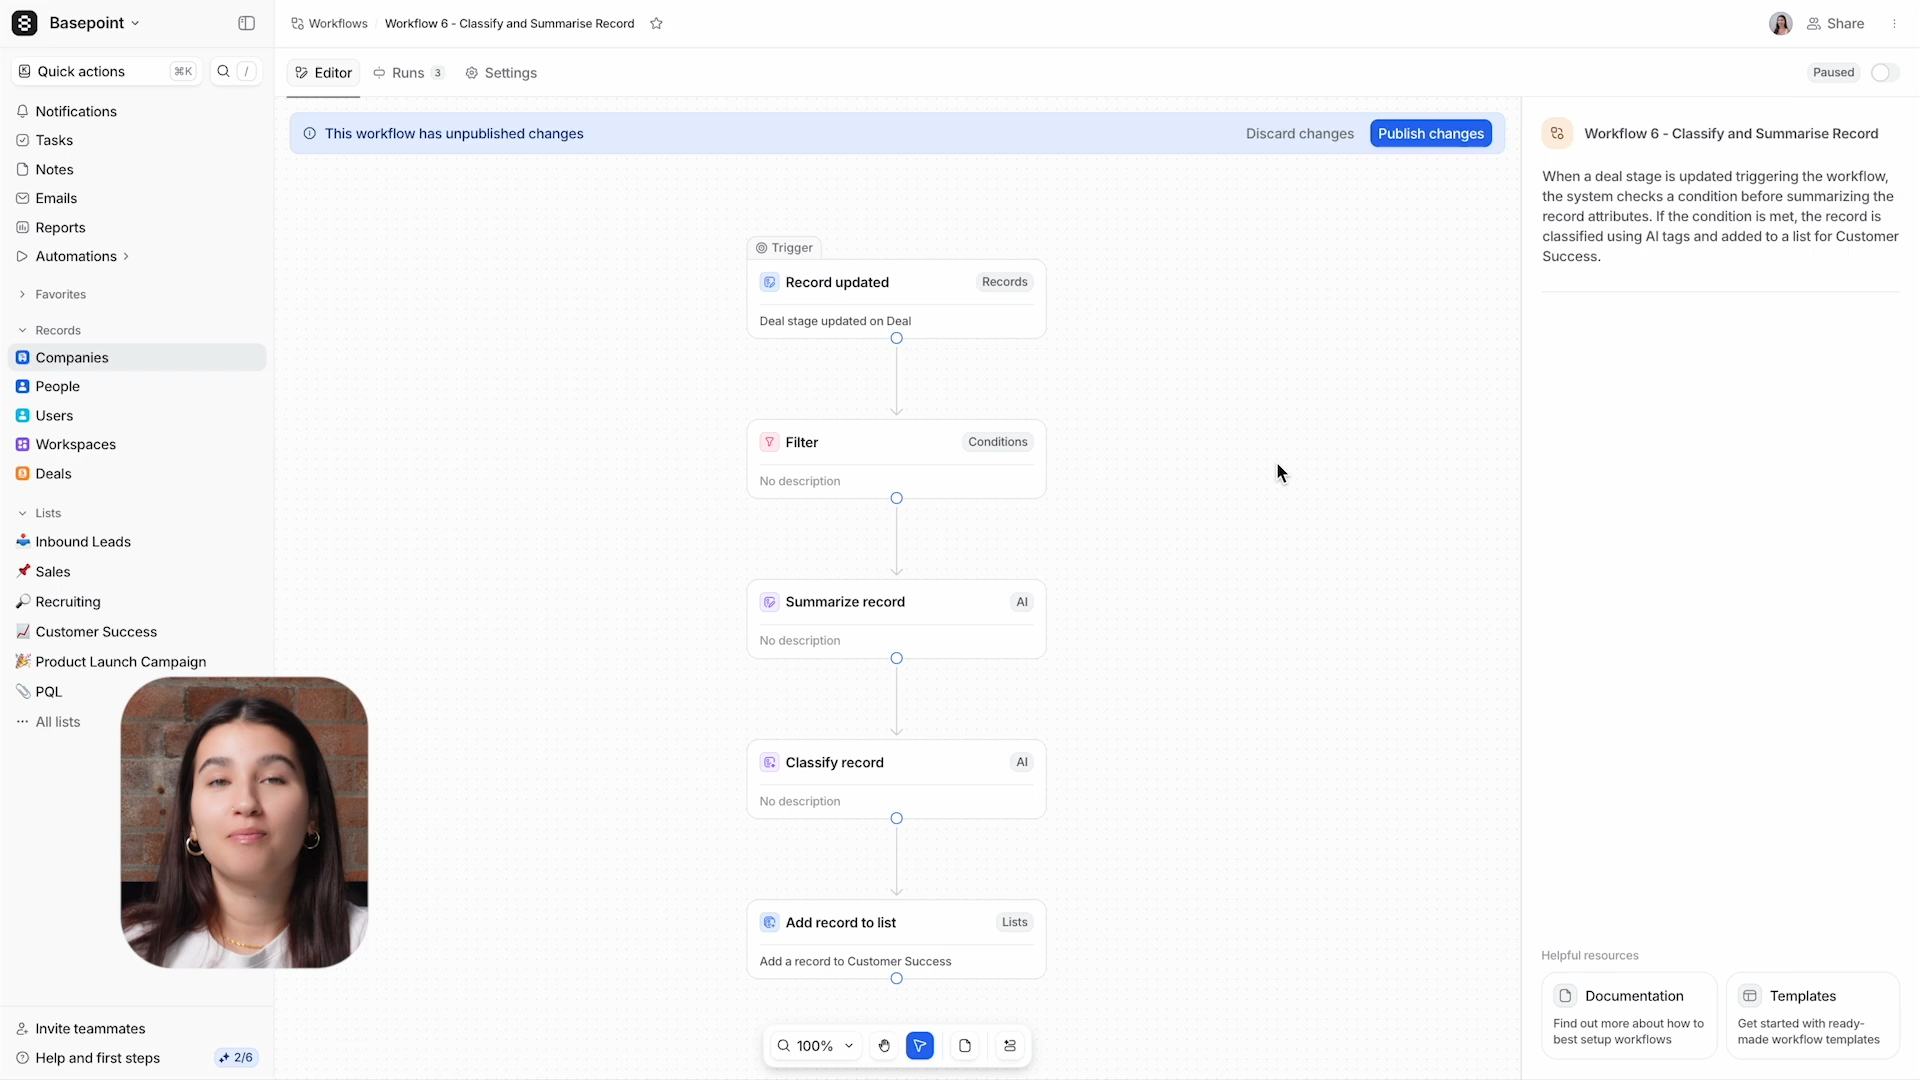 Basepoint
Quick actions
⌘K
/
Notifications
Tasks
Notes
Emails
Reports
Automations
Favorites
Records
Companies
People
Users
Workspaces
Deals
Lists
Inbound Leads
Sales
Recruiting
Customer Success
Product Launch Campaign
PQL
All lists
Invite teammates
Help and first steps
2/6
Workflows / Workflow 6 - Classify and Summarise Record
Share
Editor
Runs 3
Settings
Paused
This workflow has unpublished changes
Discard changes
Publish changes
Trigger
Record updated
Records
Deal stage updated on Deal
Filter
Conditions
No description
Summarize record
AI
No description
Classify record
AI
No description
Add record to list
Lists
Add a record to Customer Success
100%
Workflow 6 - Classify and Summarise Record
When a deal stage is updated triggering the workflow,
the system checks a condition before summarizing the
record attributes. If the condition is met, the record is
classified using AI tags and added to a list for Customer
Success.
Helpful resources
Documentation
Find out more about how to
best setup workflows
Templates
Get started with ready-
made workflow templates